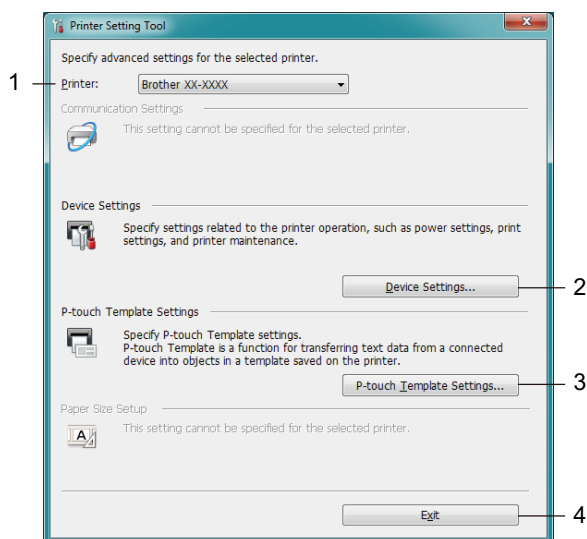 Printer Setting Tool
Specify advanced settings for the selected printer.
1
Printer: Brother XX-XXXX
Communication Settings
This setting cannot be specified for the selected printer.
Device Settings
Specify settings related to the printer operation, such as power settings, print
settings, and printer maintenance.
Device Settings...
2
P-touch Template Settings
Specify P-touch Template settings.
P-touch Template is a function for transferring text data from a connected
device into objects in a template saved on the printer.
P-touch Template Settings...
3
Paper Size Setup
This setting cannot be specified for the selected printer.
A
Exit
4